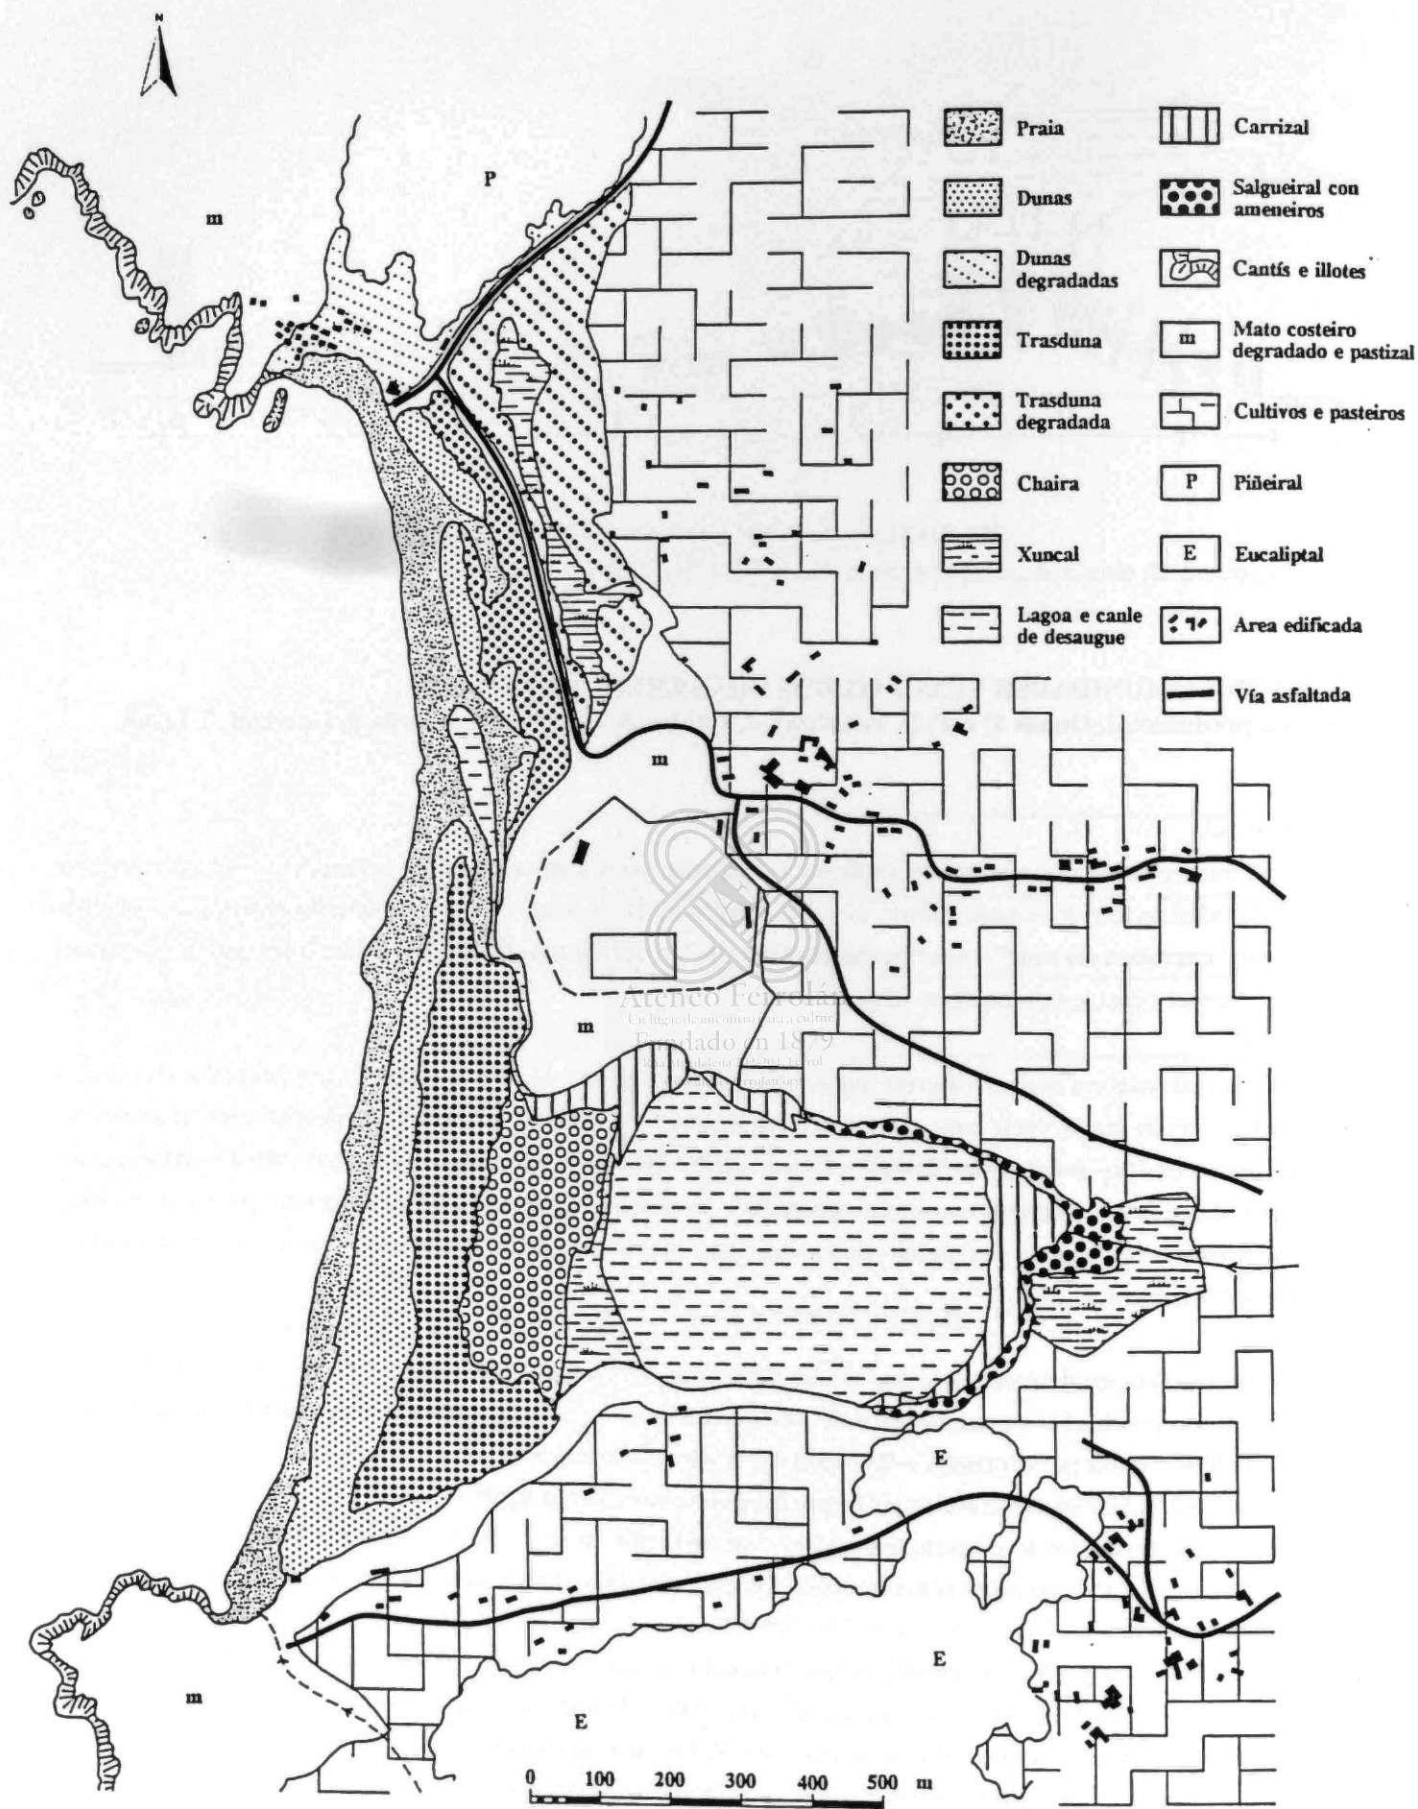 N
P
m
Praia
Dunas
Dunas
degradadas
Trasduna
Trasduna
degradada
Chaira
Xuncal
Lagoa e canle
de desaugue
Carrizal
Salgueiral con
ameneiros
Cantís e illotes
m
Mato costeiro
degradado e pastizal
Cultivos e pasteiros
P
Piñeiral
E
Eucaliptal
Area edificada
Vía asfaltada
m
Ateneo Ferrolán
m
Fundado en 1879
E
E
m
E
0 100 200 300 400 500 m